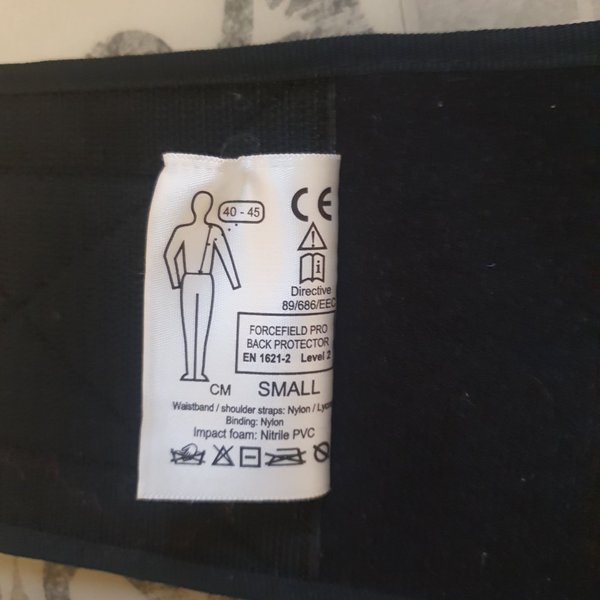 40 - 45
CE
i
Directive
89/686/EEC
FORCEFIELD PRO
BACK PROTECTOR
EN 1621-2 Level 2
CM SMALL
Waistband / shoulder straps: Nylon /
Binding: Nylon
Impact foam: Nitrile PVC